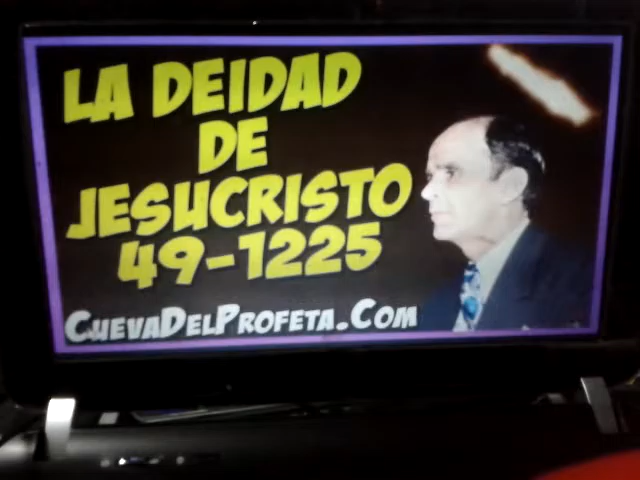 LA DEIDAD
DE
JESUCRISTO
49-1225
CUEVADELPROFETA.COM